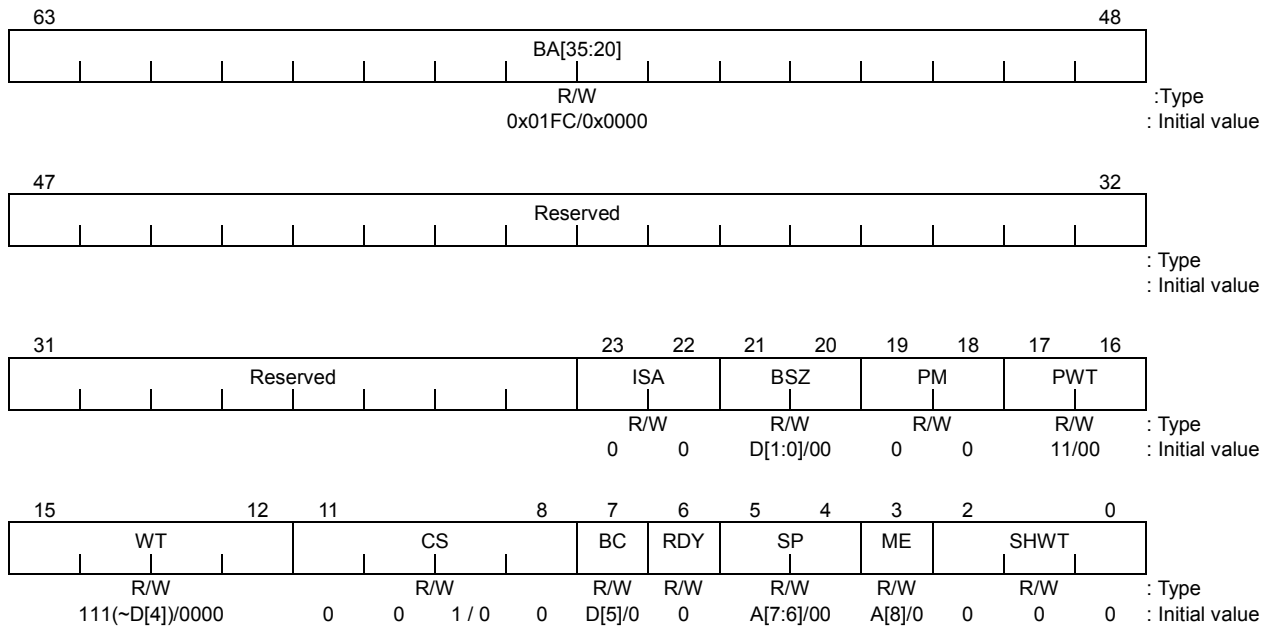 63 48
BA[35:20]
R/W :Type
0x01FC/0x0000 : Initial value
47 32
Reserved
: Type
: Initial value
31 23 22 21 20 19 18 17 16
Reserved ISA BSZ PM PWT
R/W R/W R/W R/W : Type
0 0 D[1:0]/00 0 0 11/00 : Initial value
15 12 11 8 7 6 5 4 3 2 0
WT CS BC RDY SP ME SHWT
R/W R/W R/W R/W R/W R/W R/W : Type
111(~D[4])/0000 0 0 1 / 0 0 D[5]/0 0 A[7:6]/00 A[8]/0 0 0 0 : Initial value